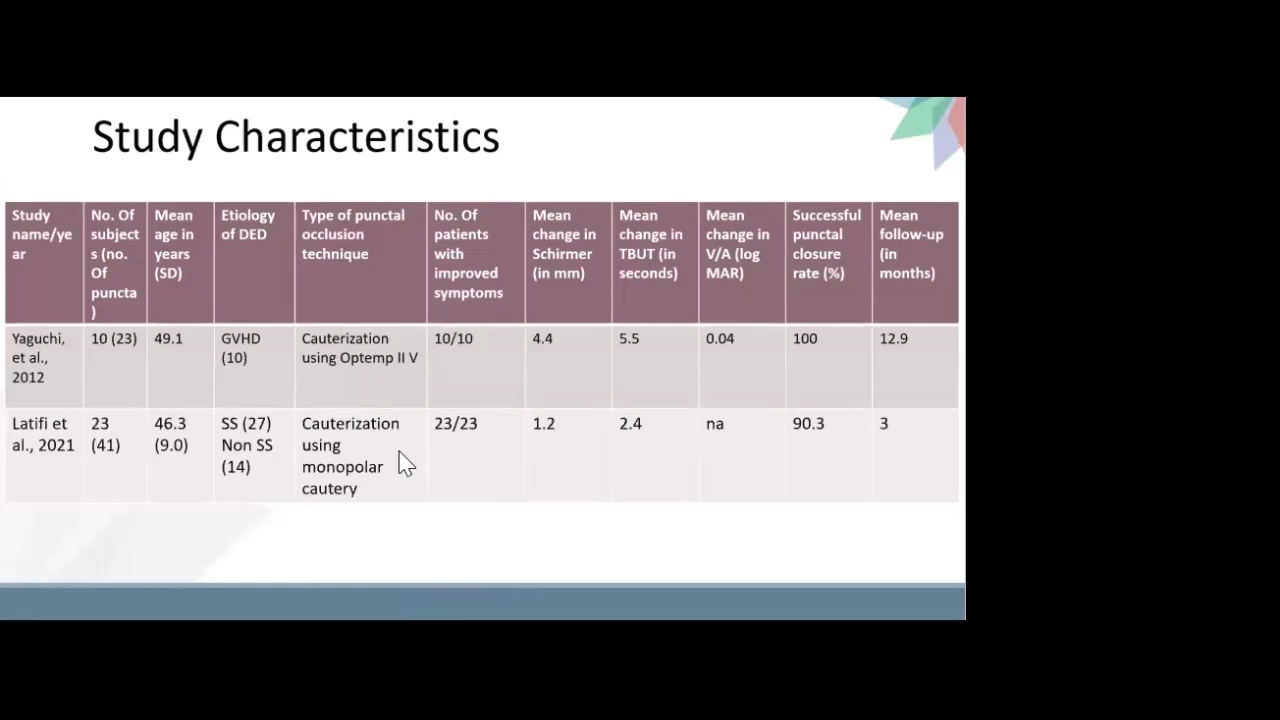 Study Characteristics
Study
name/ye
ar
No. Of
subject
s (no.
Of
puncta
)
Mean
age in
years
(SD)
Etiology
of DED
Type of punctal
occlusion
technique
No. Of
patients
with
improved
symptoms
Mean
change in
Schirmer
(in mm)
Mean
change in
TBUT (in
seconds)
Mean
change in
V/A (log
MAR)
Successful
punctal
closure
rate (%)
Mean
follow-up
(in
months)
Yaguchi,
et al.,
2012
10 (23)
49.1
GVHD
(10)
Cauterization
using Optemp II V
10/10
4.4
5.5
0.04
100
12.9
Latifi et
al., 2021
23
(41)
46.3
(9.0)
SS (27)
Non SS
(14)
Cauterization
using
monopolar
cautery
23/23
1.2
2.4
na
90.3
3